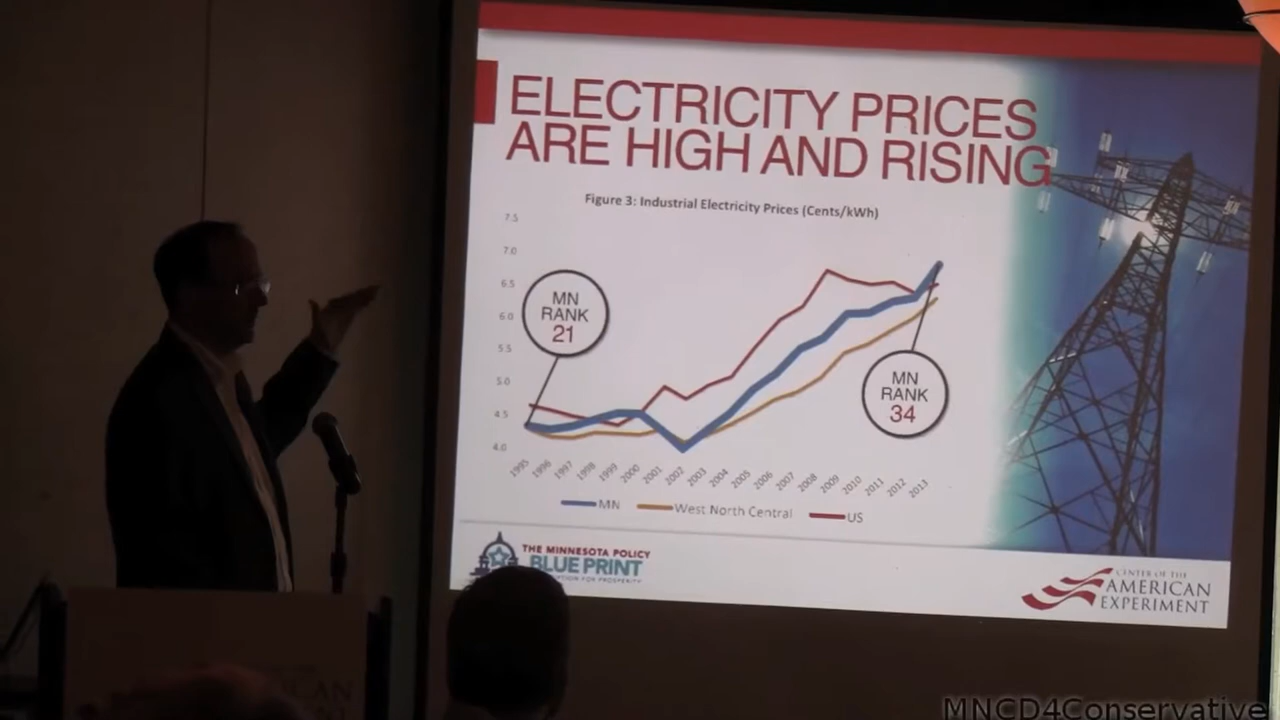 ELECTRICITY PRICES
ARE HIGH AND RISING
Figure 3: Industrial Electricity Prices (Cents/kWh)
7.5
7.0
6.5
6.0
5.5
5.0
4.5
4.0
MN
RANK
21
MN
RANK
34
1995 1996 1997 1998 1999 2000 2001 2002 2003 2004 2005 2006 2007 2008 2009 2010 2011 2012 2013
MN West North Central US
THE MINNESOTA POLICY
BLUE PRINT
FOR PROSPERITY
CENTER OF THE
AMERICAN
EXPERIMENT
MNCD4Conservative